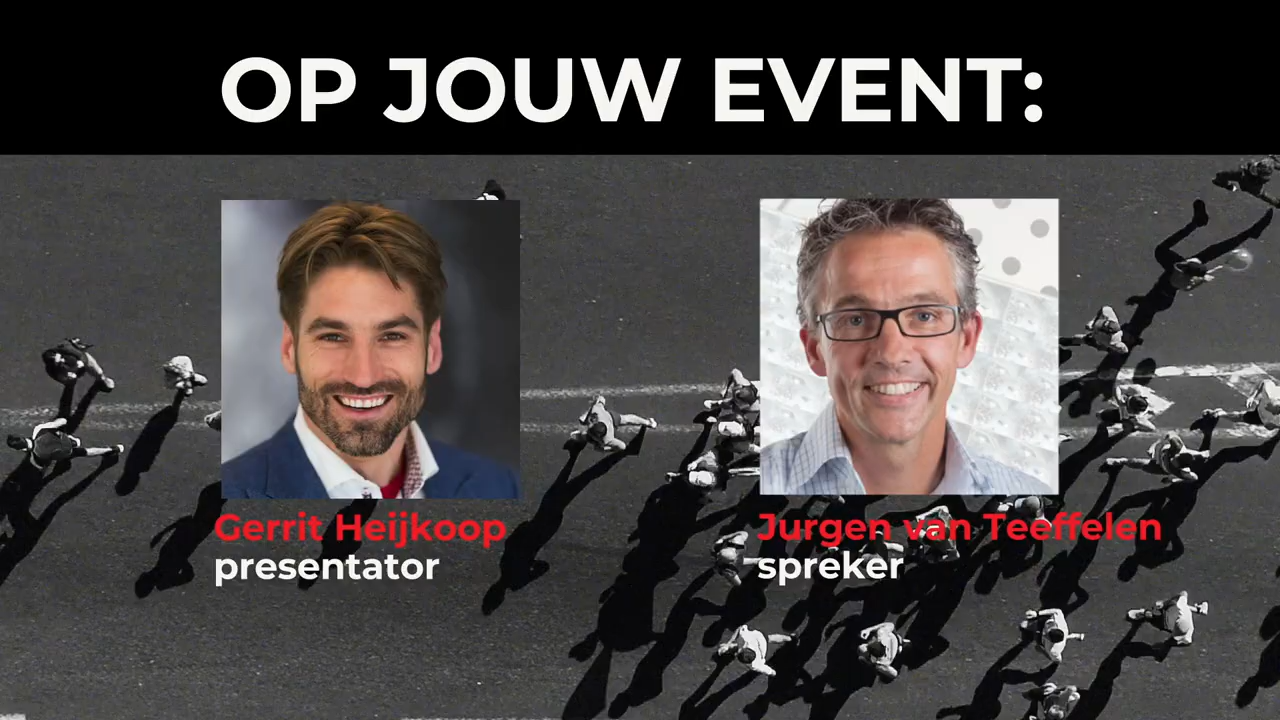 OP JOUW EVENT:
Gerrit Heijkoop
presentator
Jurgen van Teeffelen
spreker